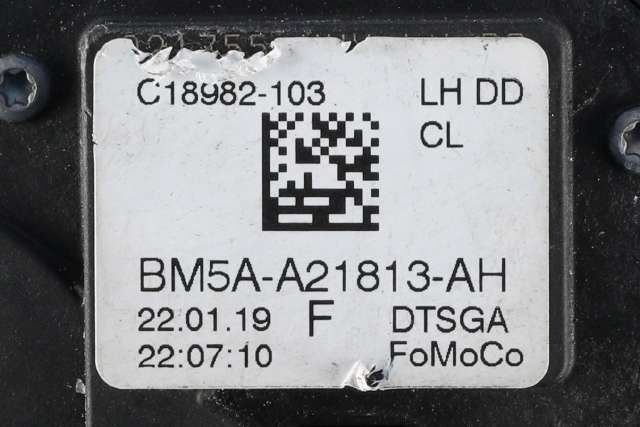 C18982-103 LH DD
CL
BM5A-A21813-AH
22.01.19 F DTSGA
22:07:10 FoMoCo